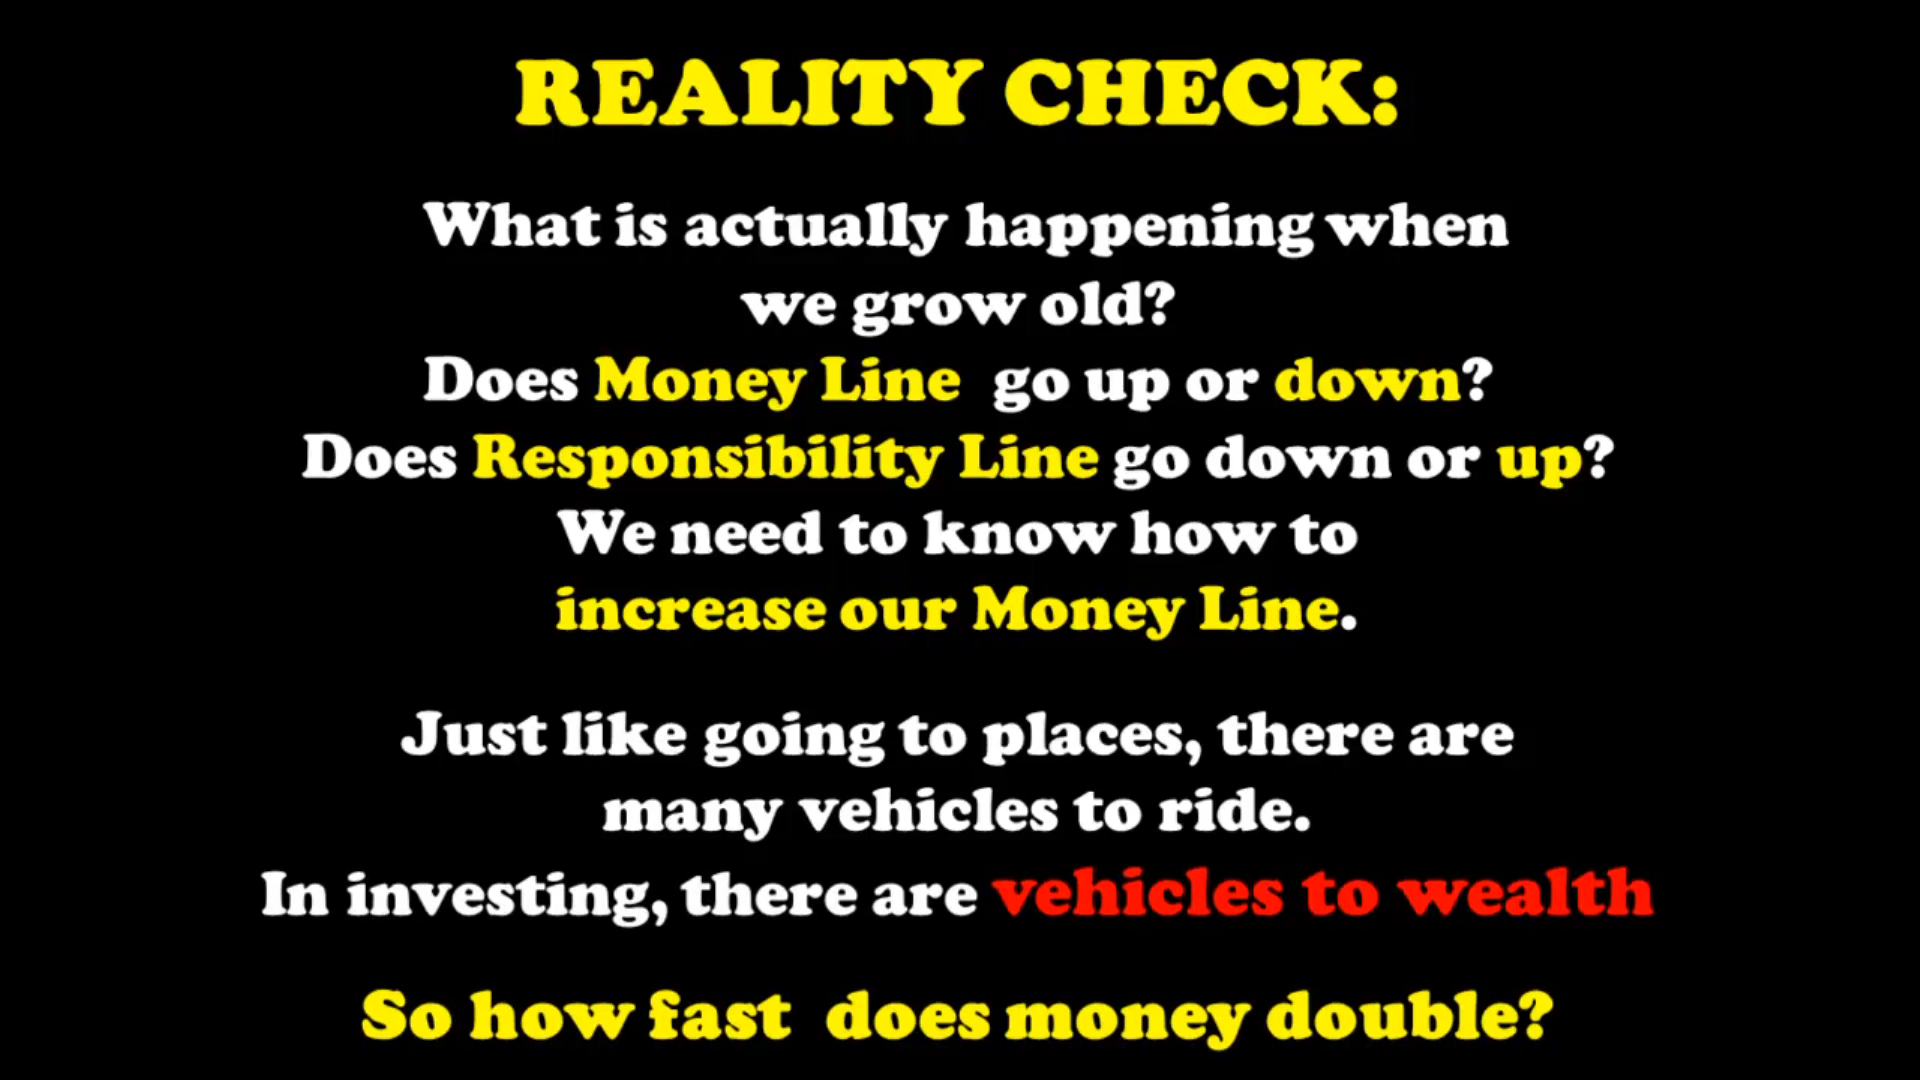 REALITY CHECK:
What is actually happening when
we grow old?
Does Money Line go up or down?
Does Responsibility Line go down or up?
We need to know how to
increase our Money Line.
Just like going to places, there are
many vehicles to ride.
In investing, there are vehicles to wealth
So how fast does money double?